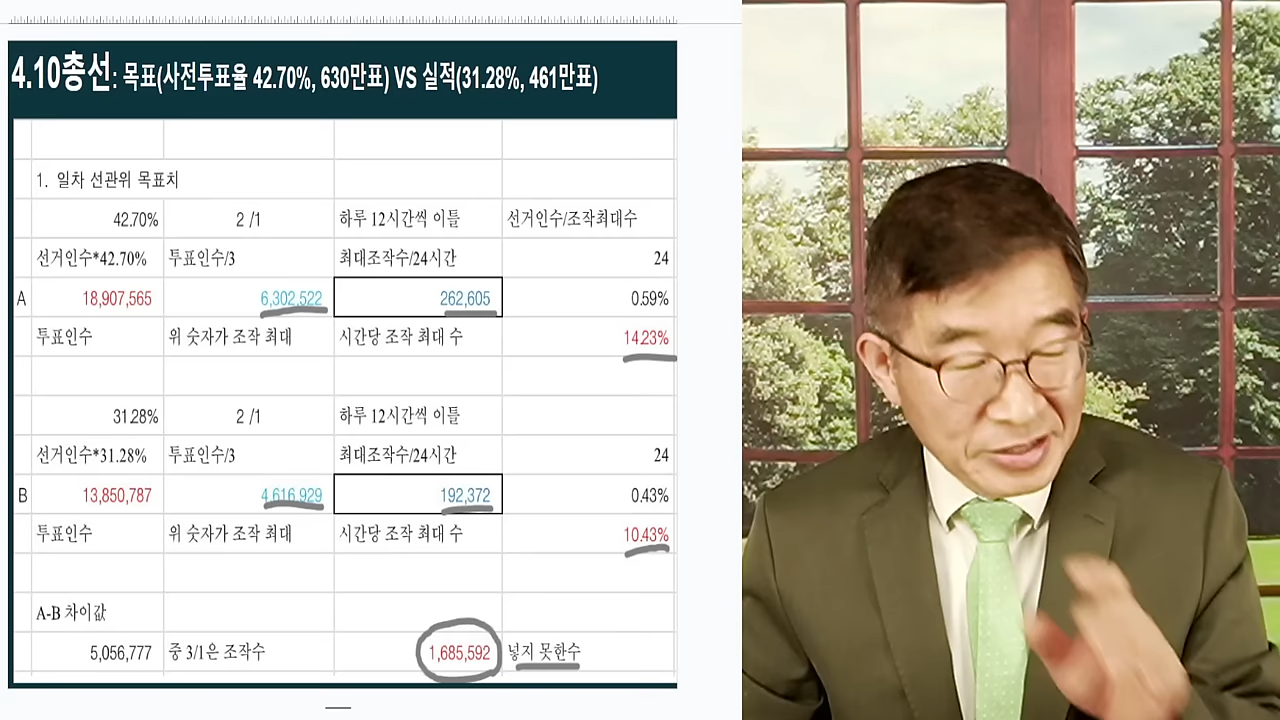 4.10총선: 목표(사전투표율 42.70%, 630만표) VS 실적(31.28%, 461만표)
1. 일차 선관위 목표치
42.70% 2 /1 하루 12시간씩 이틀 선거인수/조작최대수
선거인수*42.70% 투표인수/3 최대조작수/24시간 24
A 18,907,565 6,302,522 262,605 0.59%
투표인수 위 숫자가 조작 최대 시간당 조작 최대 수 14.23%
31.28% 2 /1 하루 12시간씩 이틀
선거인수*31.28% 투표인수/3 최대조작수/24시간 24
B 13,850,787 4,616,929 192,372 0.43%
투표인수 위 숫자가 조작 최대 시간당 조작 최대 수 10.43%
A-B 차이값
5,056,777 중 3/1은 조작수 1,685,592 넣지 못한수